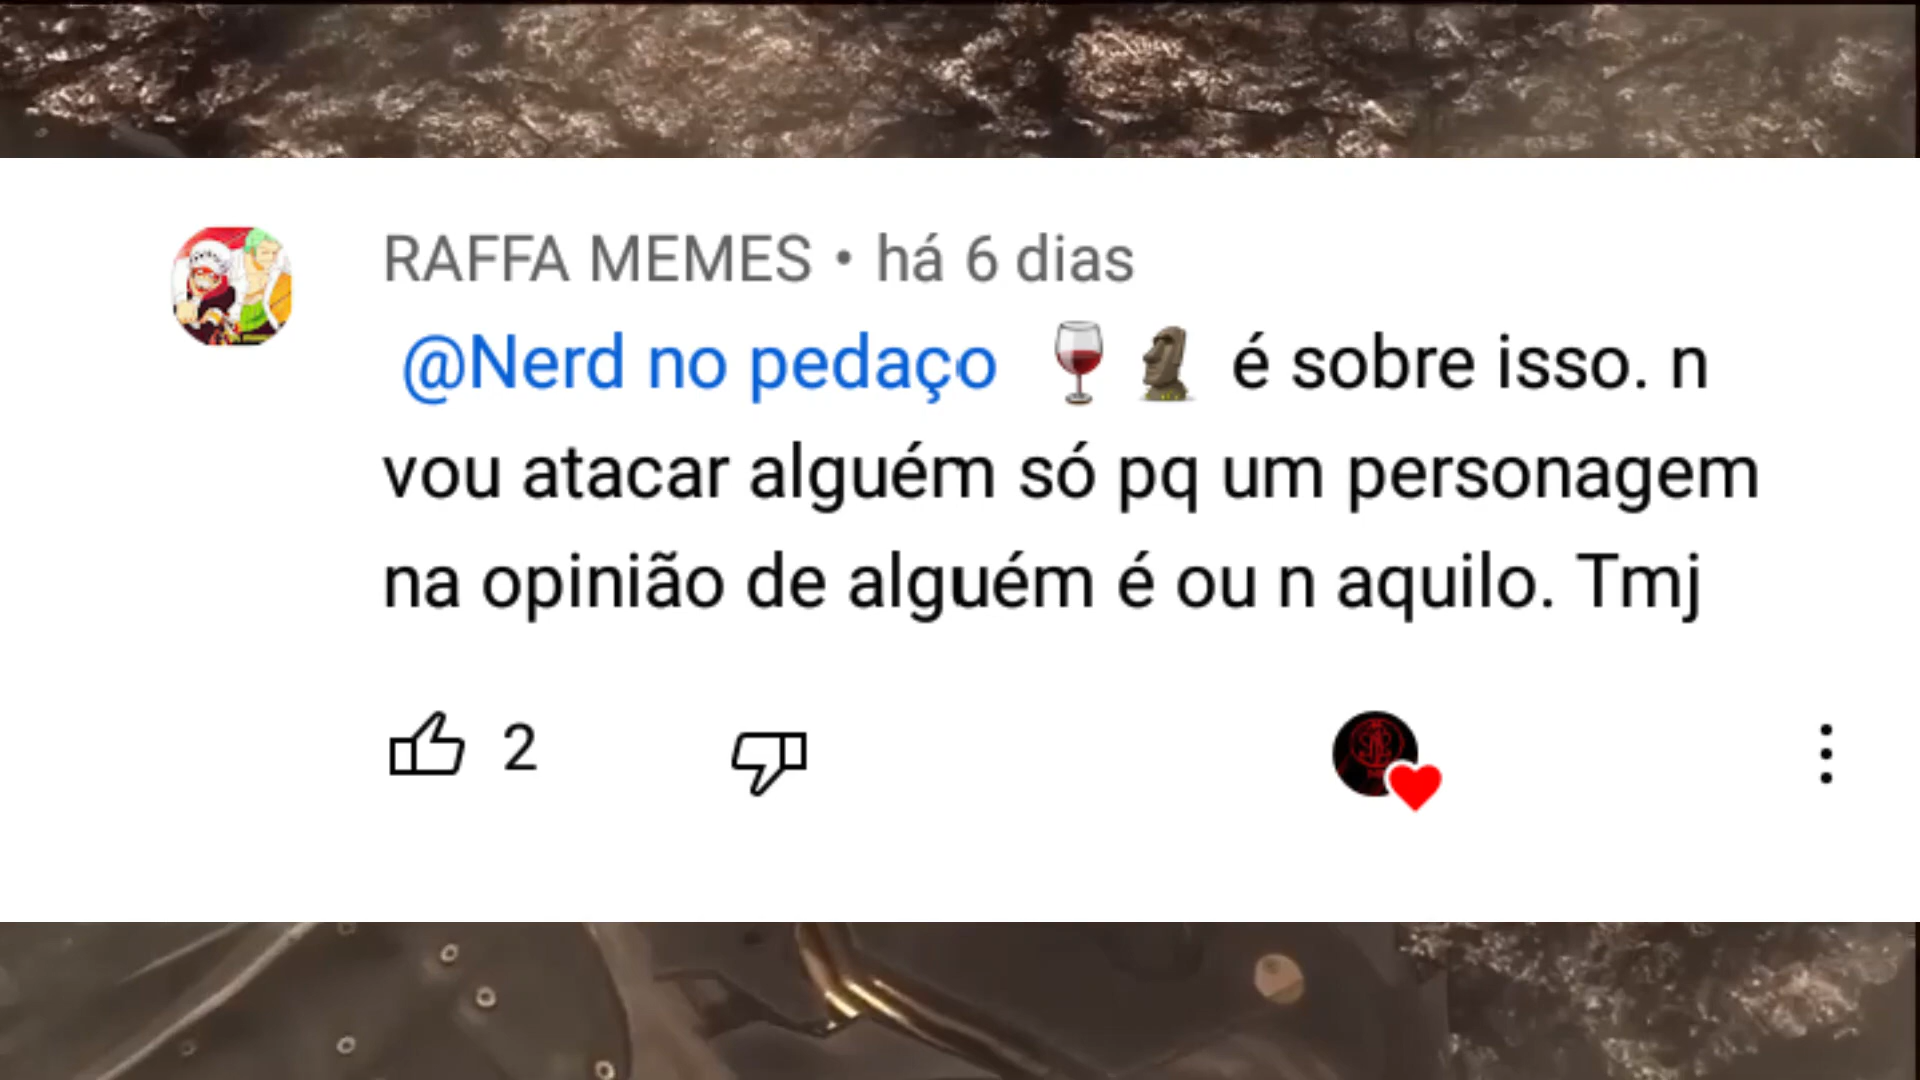 RAFFA MEMES • há 6 dias
@Nerd no pedaço 🍷🗿 é sobre isso. n
vou atacar alguém só pq um personagem
na opinião de alguém é ou n aquilo. Tmj
2